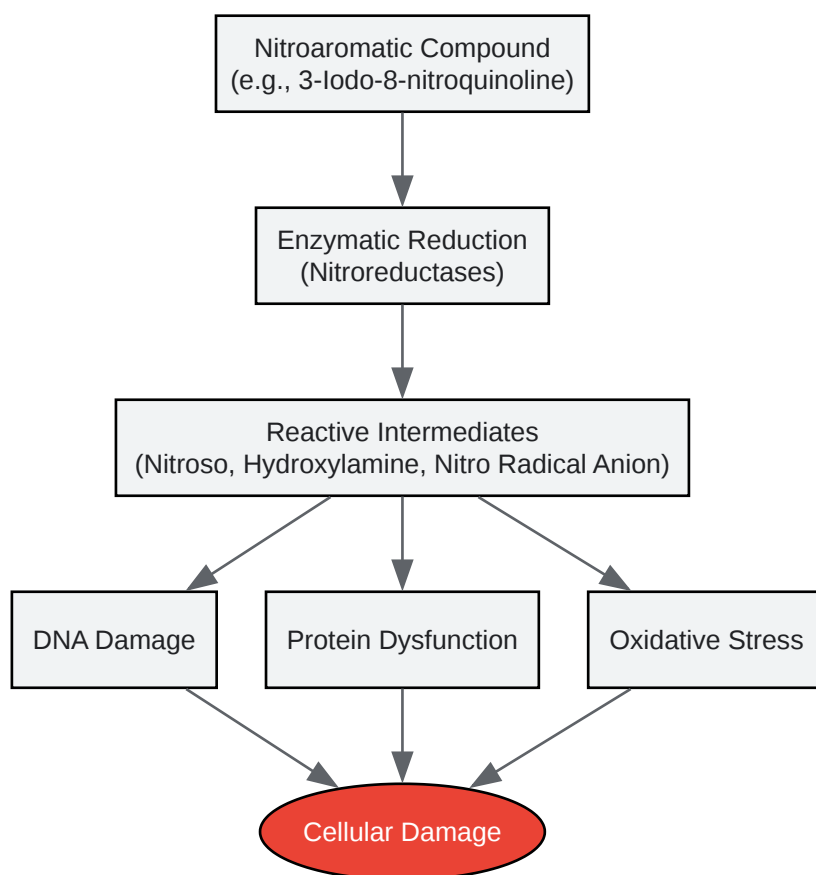 Nitroaromatic Compound
(e.g., 3-Iodo-8-nitroquinoline)
Enzymatic Reduction
(Nitroreductases)
Reactive Intermediates
(Nitroso, Hydroxylamine, Nitro Radical Anion)
DNA Damage
Protein Dysfunction
Oxidative Stress
Cellular Damage